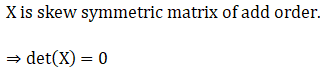 X is skew symmetric matrix of add order.
⇒ det(X) = 0